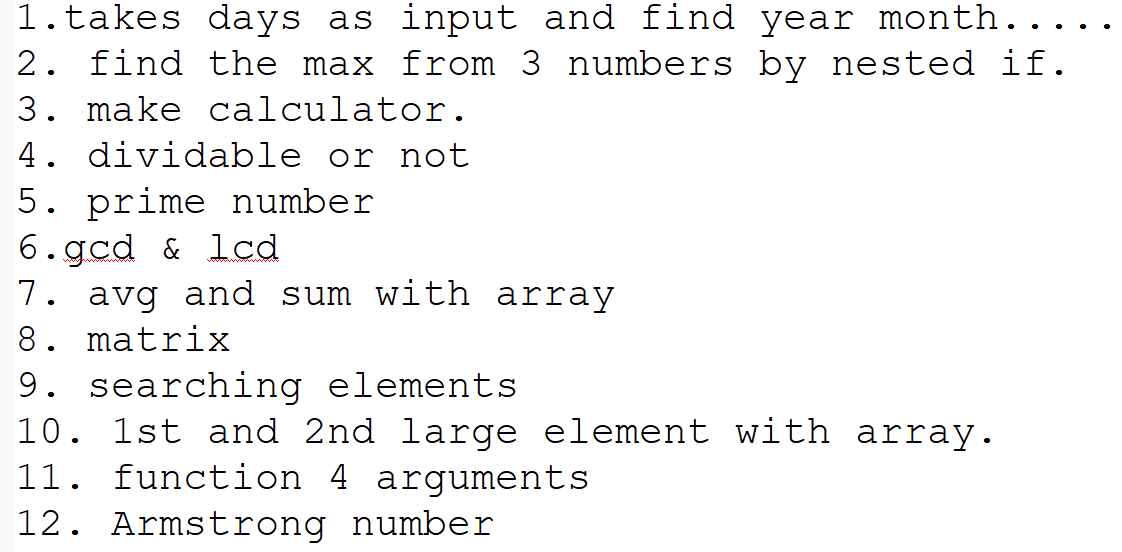 1.takes days as input and find year month.....
2. find the max from 3 numbers by nested if.
3. make calculator.
4. dividable or not
5. prime number
6.gcd & lcd
7. avg and sum with array
8. matrix
9. searching elements
10. 1st and 2nd large element with array.
11. function 4 arguments
12. Armstrong number